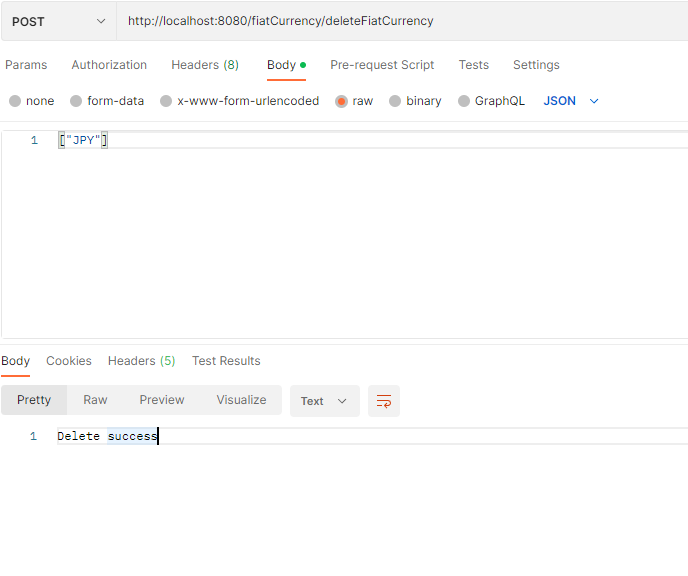 POST http://localhost:8080/fiatCurrency/deleteFiatCurrency
Params Authorization Headers (8) Body Pre-request Script Tests Settings
none form-data x-www-form-urlencoded raw binary GraphQL JSON
1 ["JPY"]
Body Cookies Headers (5) Test Results
Pretty Raw Preview Visualize Text
1 Delete success